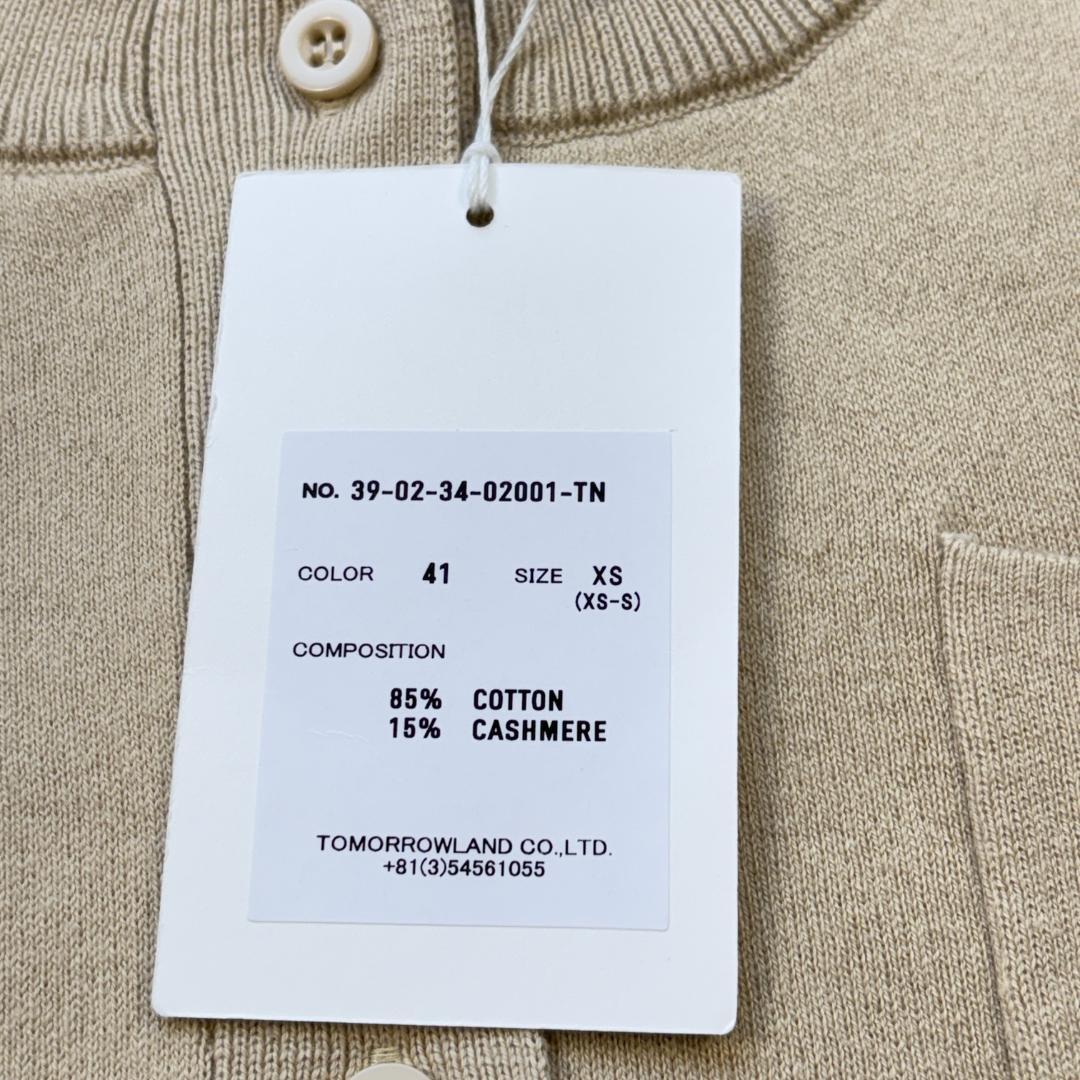 NO. 39-02-34-02001-TN
COLOR 41 SIZE XS
(XS-S)
COMPOSITION
85% COTTON
15% CASHMERE
TOMORROWLAND CO.,LTD.
+81(3)54561055